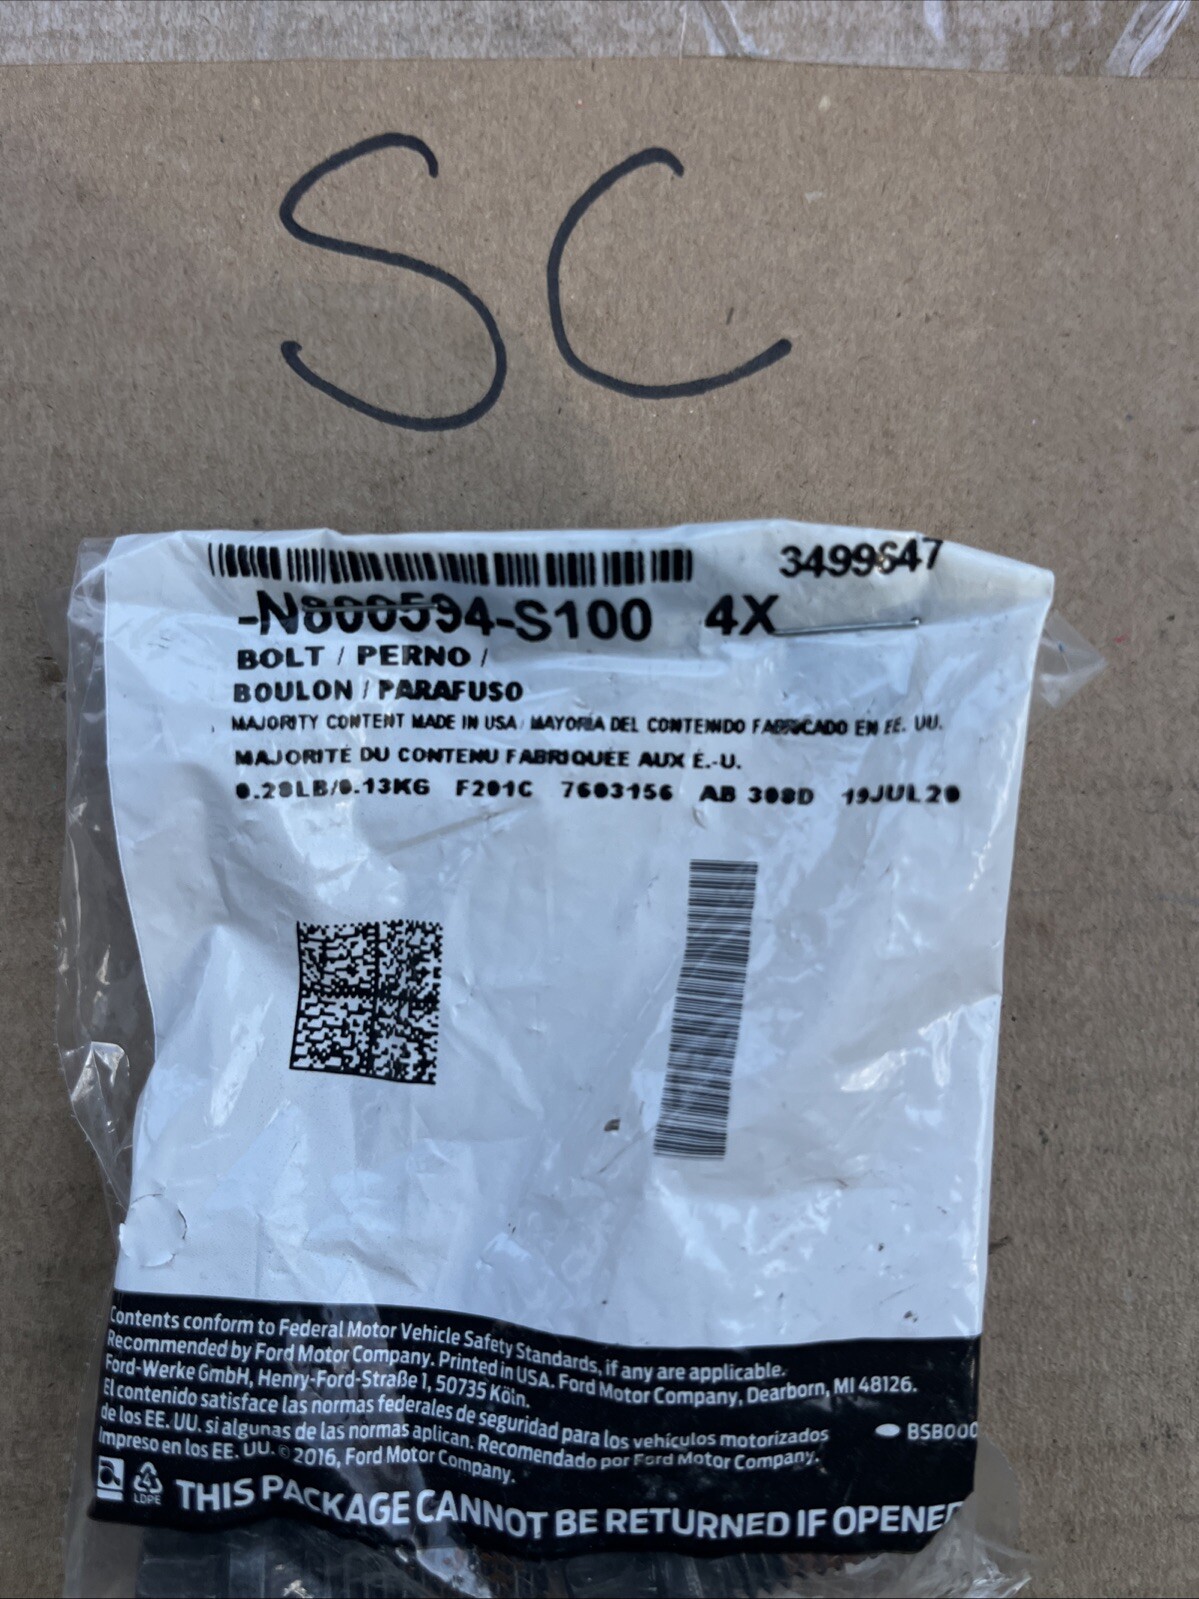 SC
3499647
-N800594-S100 4X
BOLT / PERNO /
BOULON / PARAFUSO
MAJORITY CONTENT MADE IN USA/ MAYORIA DEL CONTENIDO FABRICADO EN EE. UU.
MAJORITÉ DU CONTENU FABRIQUÉE AUX É.-U.
0.28LB/0.13KG F201C 7603156 AB 308D 19JUL20
Contents conform to Federal Motor Vehicle Safety Standards, if any are applicable.
Recommended by Ford Motor Company. Printed in USA. Ford Motor Company, Dearborn, MI 48126.
Ford-Werke GmbH, Henry-Ford-Straße 1, 50735 Köln.
El contenido satisface las normas federales de seguridad para los vehículos motorizados
de los EE. UU. si algunas de las normas aplican. Recomendado por Ford Motor Company.
Impreso en los EE. UU. © 2016, Ford Motor Company.
BSB000
LDPE
THIS PACKAGE CANNOT BE RETURNED IF OPENE